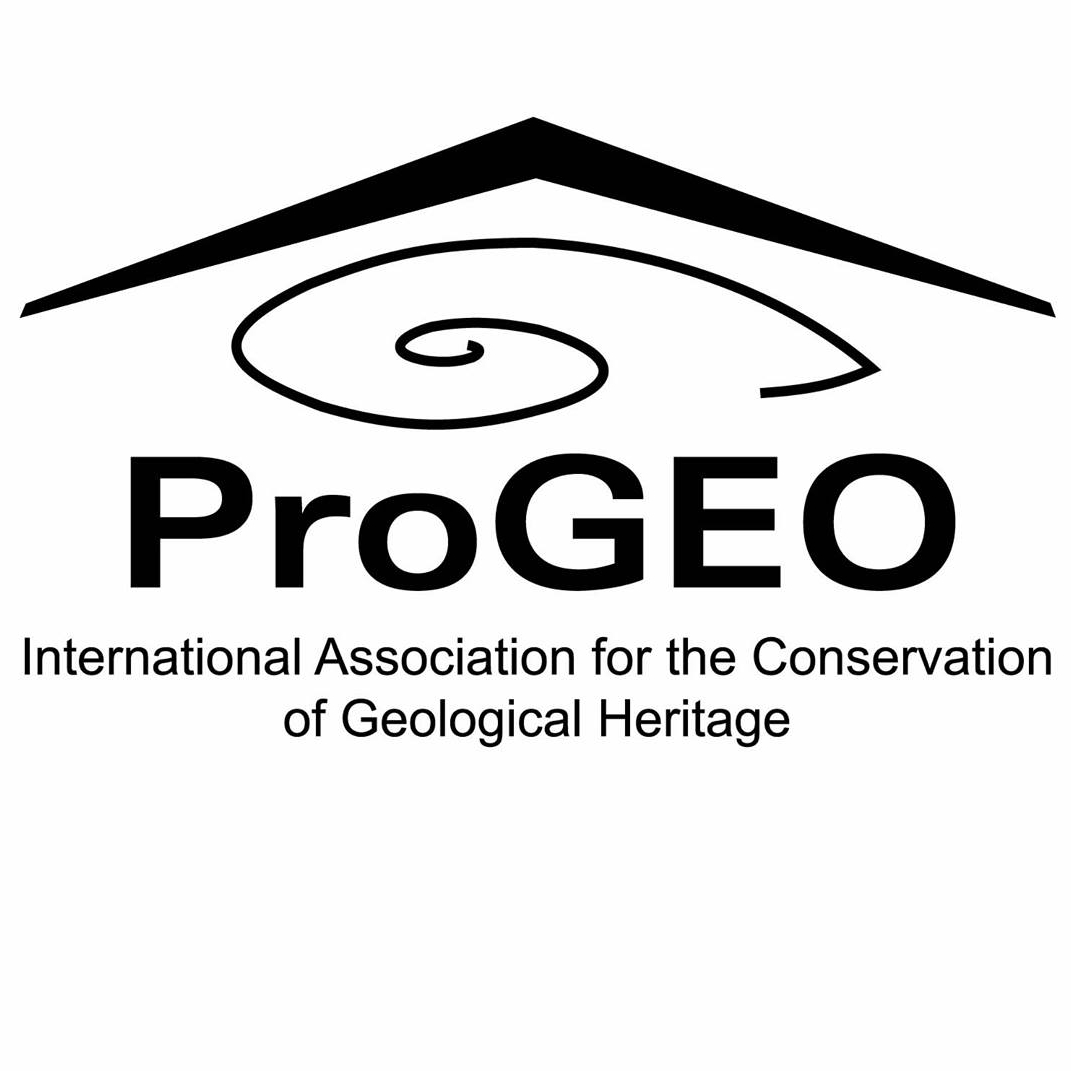 ProGEO
International Association for the Conservation
of Geological Heritage